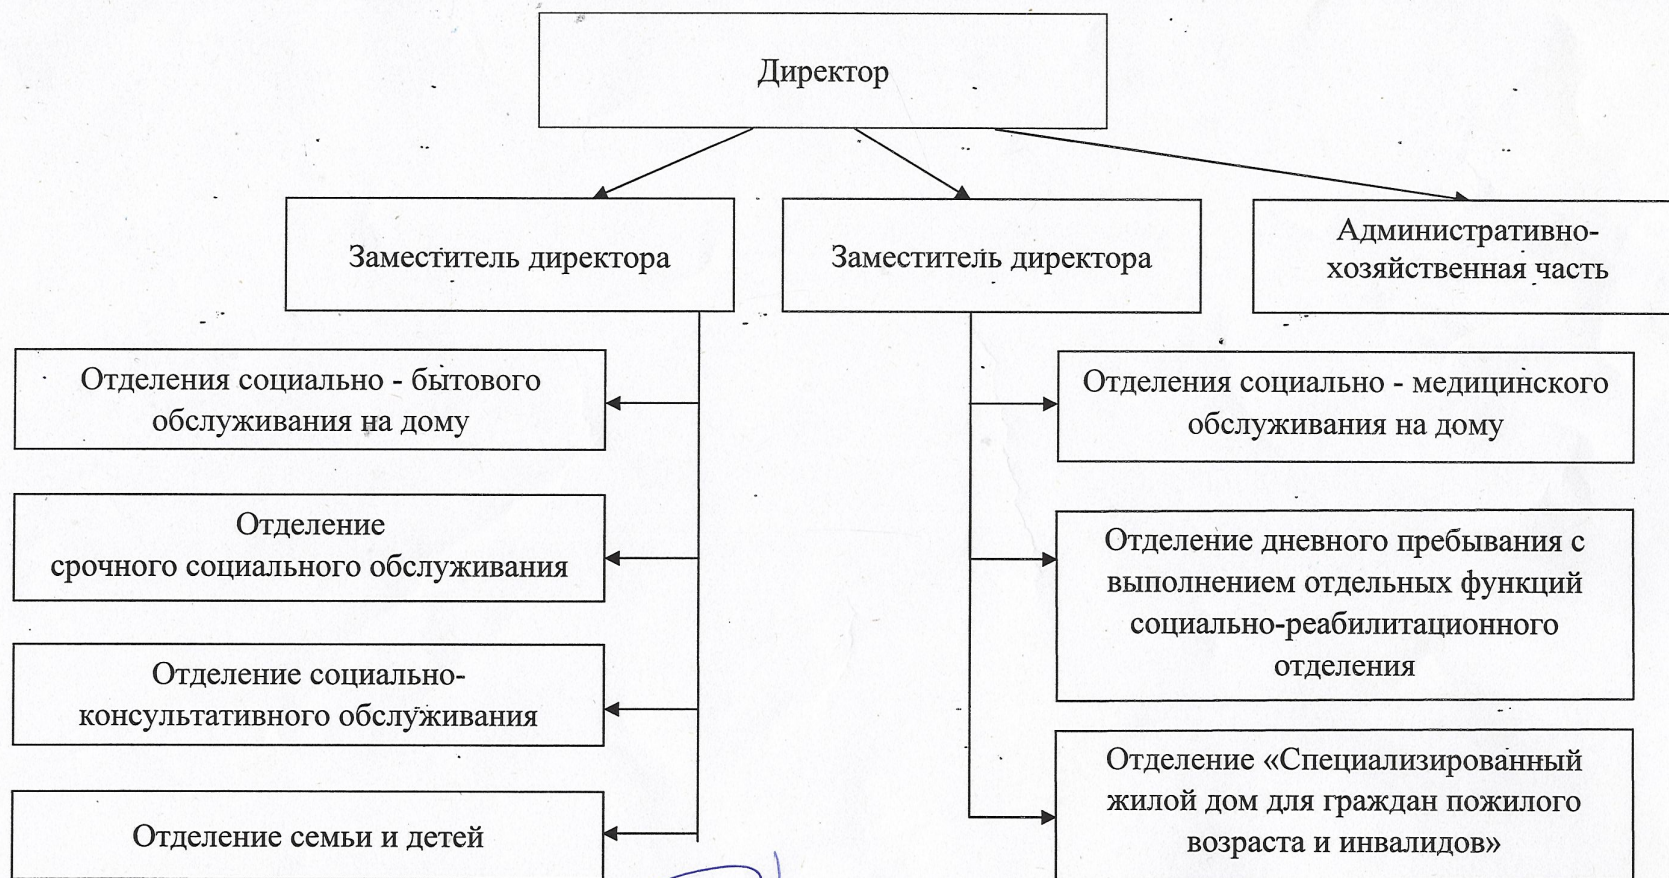 Директор
Заместитель директора
Заместитель директора
Административно-
хозяйственная часть
Отделения социально - бытового
обслуживания на дому
Отделение
срочного социального обслуживания
Отделение социально-
консультативного обслуживания
Отделение семьи и детей
Отделения социально - медицинского
обслуживания на дому
Отделение дневного пребывания с
выполнением отдельных функций
социально-реабилитационного
отделения
Отделение «Специализированный
жилой дом для граждан пожилого
возраста и инвалидов»